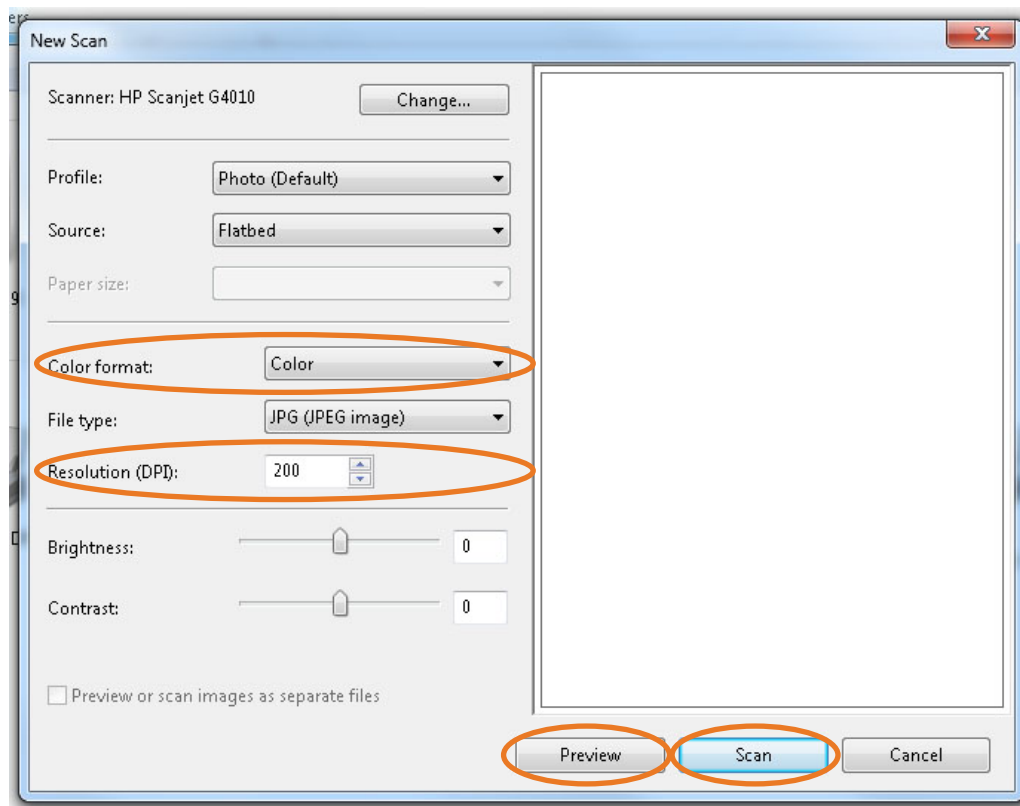 ers
New Scan
Scanner: HP Scanjet G4010 Change...
Profile: Photo (Default)
Source: Flatbed
Paper size:
9
Color format: Color
File type: JPG (JPEG image)
Resolution (DPI): 200
Brightness: 0
Contrast: 0
Preview or scan images as separate files
Preview Scan Cancel